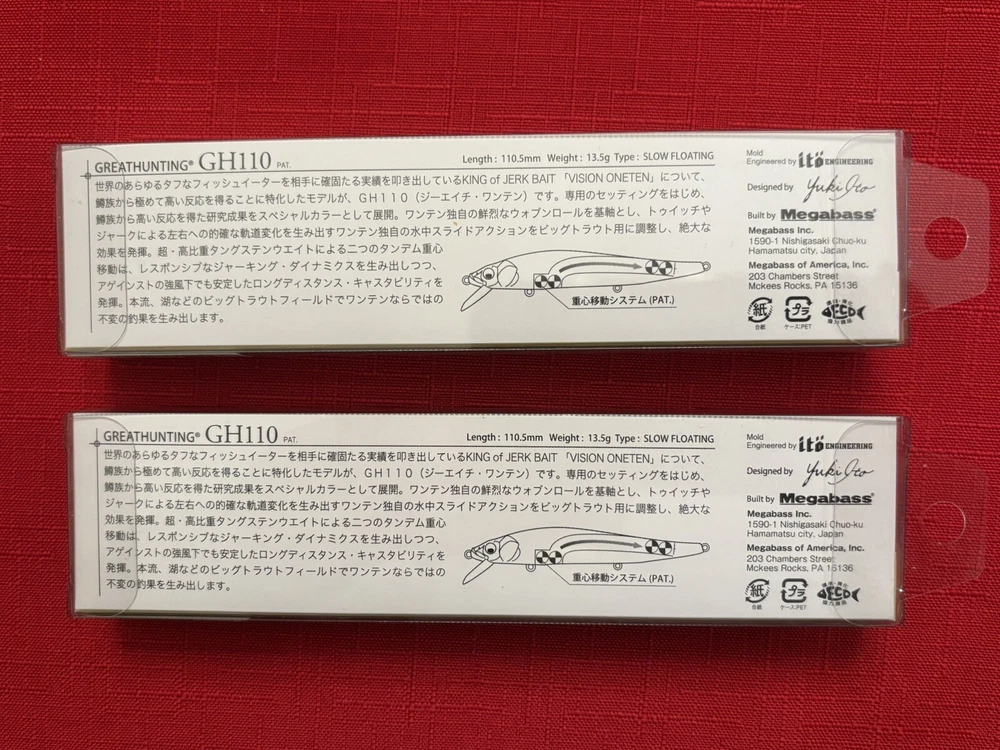 GREATHUNTING® GH110 PAT.
Length : 110.5mm Weight : 13.5g Type : SLOW FLOATING
世界のあらゆるタフなフィッシュイーターを相手に確固たる実績を叩き出しているKING of JERK BAIT 「VISION ONETEN」について、
鱒族から極めて高い反応を得ることに特化したモデルが、GH110（ジーエイチ・ワンテン）です。専用のセッティングをはじめ、
鱒族から高い反応を得た研究成果をスペシャルカラーとして展開。ワンテン独自の鮮烈なウォブンロールを基軸とし、トゥイッチや
ジャークによる左右への的確な軌道変化を生み出すワンテン独自の水中スライドアクションをビッグトラウト用に調整し、絶大な
効果を発揮。超・高比重タングステンウエイトによる二つのタンデム重心
移動は、レスポンシブなジャーキング・ダイナミクスを生み出しつつ、
アゲインストの強風下でも安定したロングディスタンス・キャスタビリティを
発揮。本流、湖などのビッグトラウトフィールドでワンテンならではの
不変の釣果を生み出します。
重心移動システム (PAT.)
Mold
Engineered by itö ENGINEERING
Designed by Yuki Ito
Built by Megabass®
Megabass Inc.
1590-1 Nishigasaki Chuo-ku
Hamamatsu city, Japan
Megabass of America, Inc.
203 Chambers Street
Mckees Rocks, PA 15136
紙 プラ ECO
台紙 ケース:PET
GREATHUNTING® GH110 PAT.
Length : 110.5mm Weight : 13.5g Type : SLOW FLOATING
世界のあらゆるタフなフィッシュイーターを相手に確固たる実績を叩き出しているKING of JERK BAIT 「VISION ONETEN」について、
鱒族から極めて高い反応を得ることに特化したモデルが、GH110（ジーエイチ・ワンテン）です。専用のセッティングをはじめ、
鱒族から高い反応を得た研究成果をスペシャルカラーとして展開。ワンテン独自の鮮烈なウォブンロールを基軸とし、トゥイッチや
ジャークによる左右への的確な軌道変化を生み出すワンテン独自の水中スライドアクションをビッグトラウト用に調整し、絶大な
効果を発揮。超・高比重タングステンウエイトによる二つのタンデム重心
移動は、レスポンシブなジャーキング・ダイナミクスを生み出しつつ、
アゲインストの強風下でも安定したロングディスタンス・キャスタビリティを
発揮。本流、湖などのビッグトラウトフィールドでワンテンならではの
不変の釣果を生み出します。
重心移動システム (PAT.)
Mold
Engineered by itö ENGINEERING
Designed by Yuki Ito
Built by Megabass®
Megabass Inc.
1590-1 Nishigasaki Chuo-ku
Hamamatsu city, Japan
Megabass of America, Inc.
203 Chambers Street
Mckees Rocks, PA 15136
紙 プラ ECO
台紙 ケース:PET